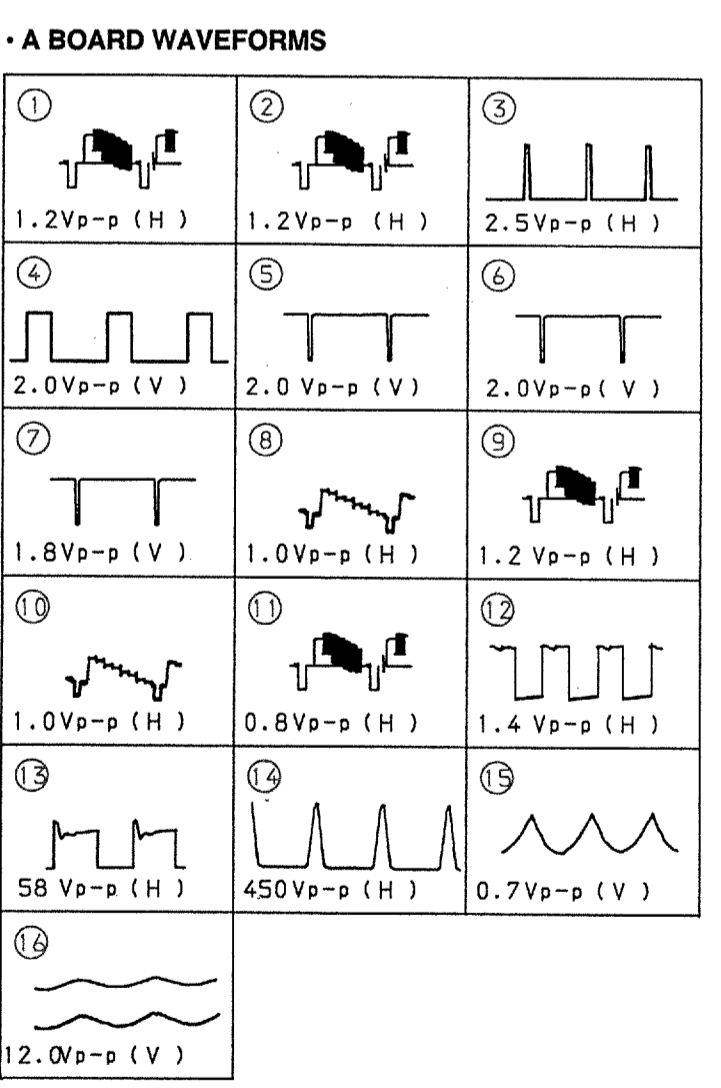 · A BOARD WAVEFORMS
① ② ③
1.2Vp-p (H) 1.2Vp-p (H) 2.5Vp-p (H)
④ ⑤ ⑥
2.0Vp-p (V) 2.0 Vp-p (V) 2.0Vp-p (V)
⑦ ⑧ ⑨
1.8Vp-p (V) 1.0Vp-p (H) 1.2 Vp-p (H)
⑩ ⑪ ⑫
1.0Vp-p (H) 0.8Vp-p (H) 1.4 Vp-p (H)
⑬ ⑭ ⑮
58 Vp-p (H) 450Vp-p (H) 0.7Vp-p (V)
⑯
12.0Vp-p (V)